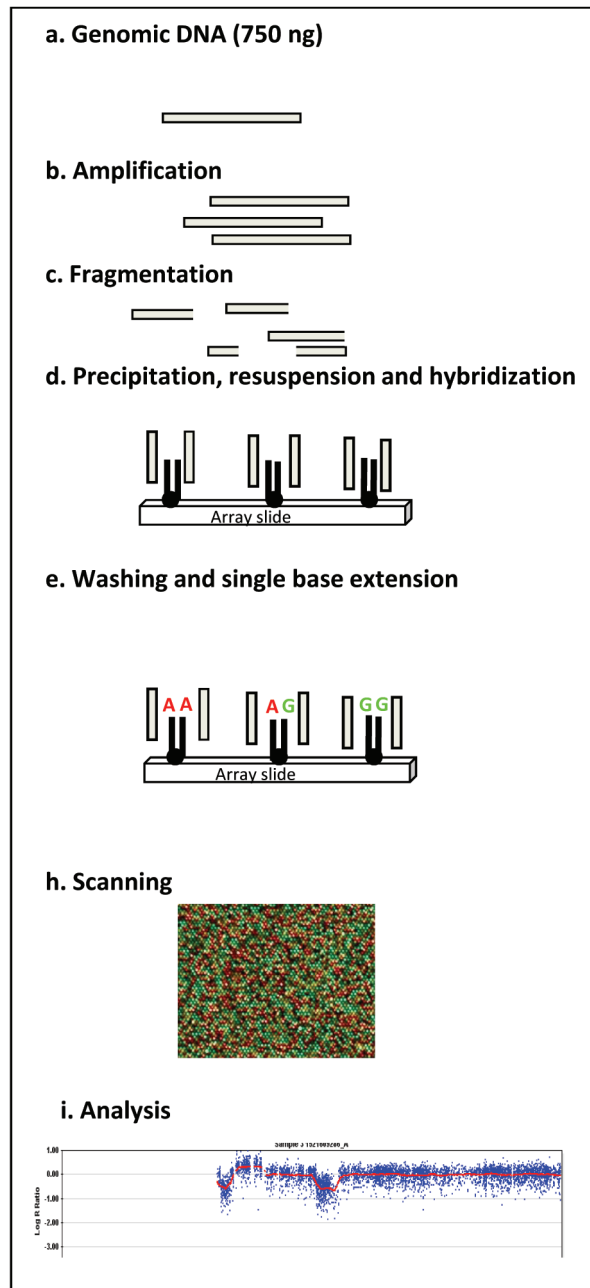 a. Genomic DNA (750 ng)
b. Amplification
c. Fragmentation
d. Precipitation, resuspension and hybridization
Array slide
e. Washing and single base extension
A A A G G G
Array slide
h. Scanning
i. Analysis
1.00
0.00
-1.00
-2.00
-3.00
Log R Ratio